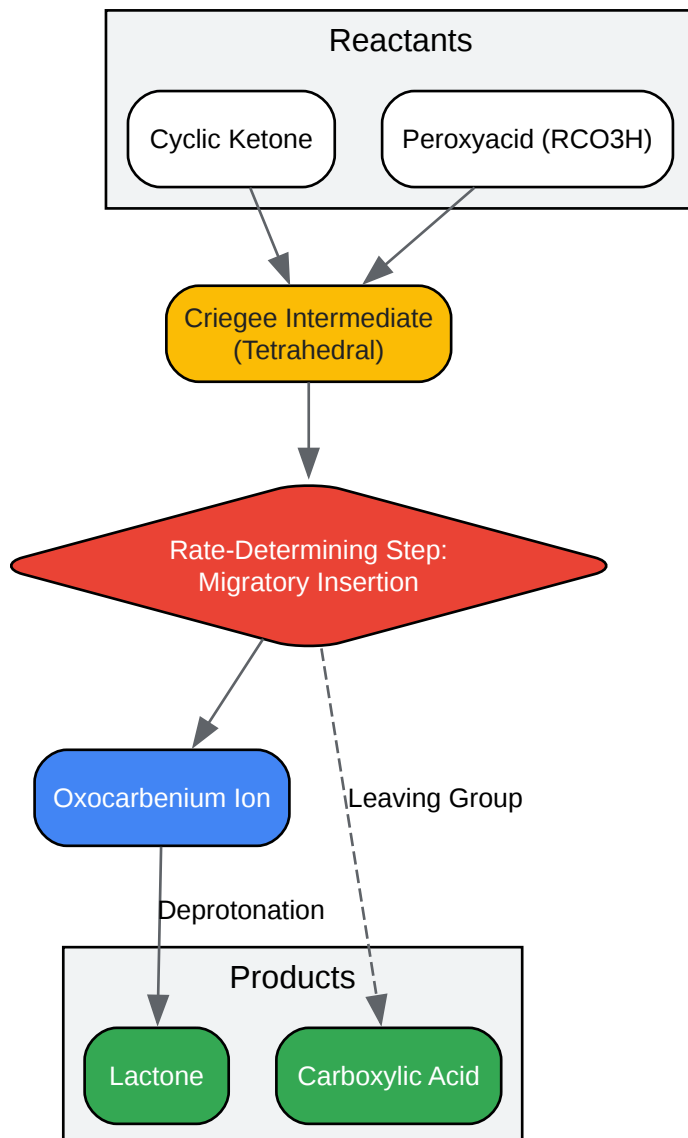 Reactants
Cyclic Ketone
Peroxyacid (RCO3H)
Criegee Intermediate
(Tetrahedral)
Rate-Determining Step:
Migratory Insertion
Oxocarbenium Ion
Leaving Group
Deprotonation
Products
Lactone
Carboxylic Acid